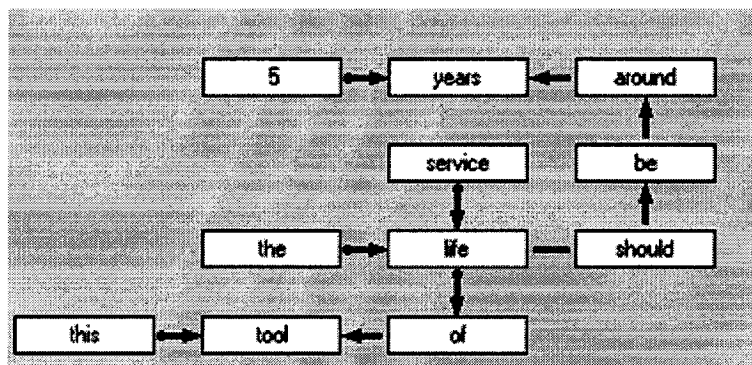 5 years around
service be
the life should
this tool of